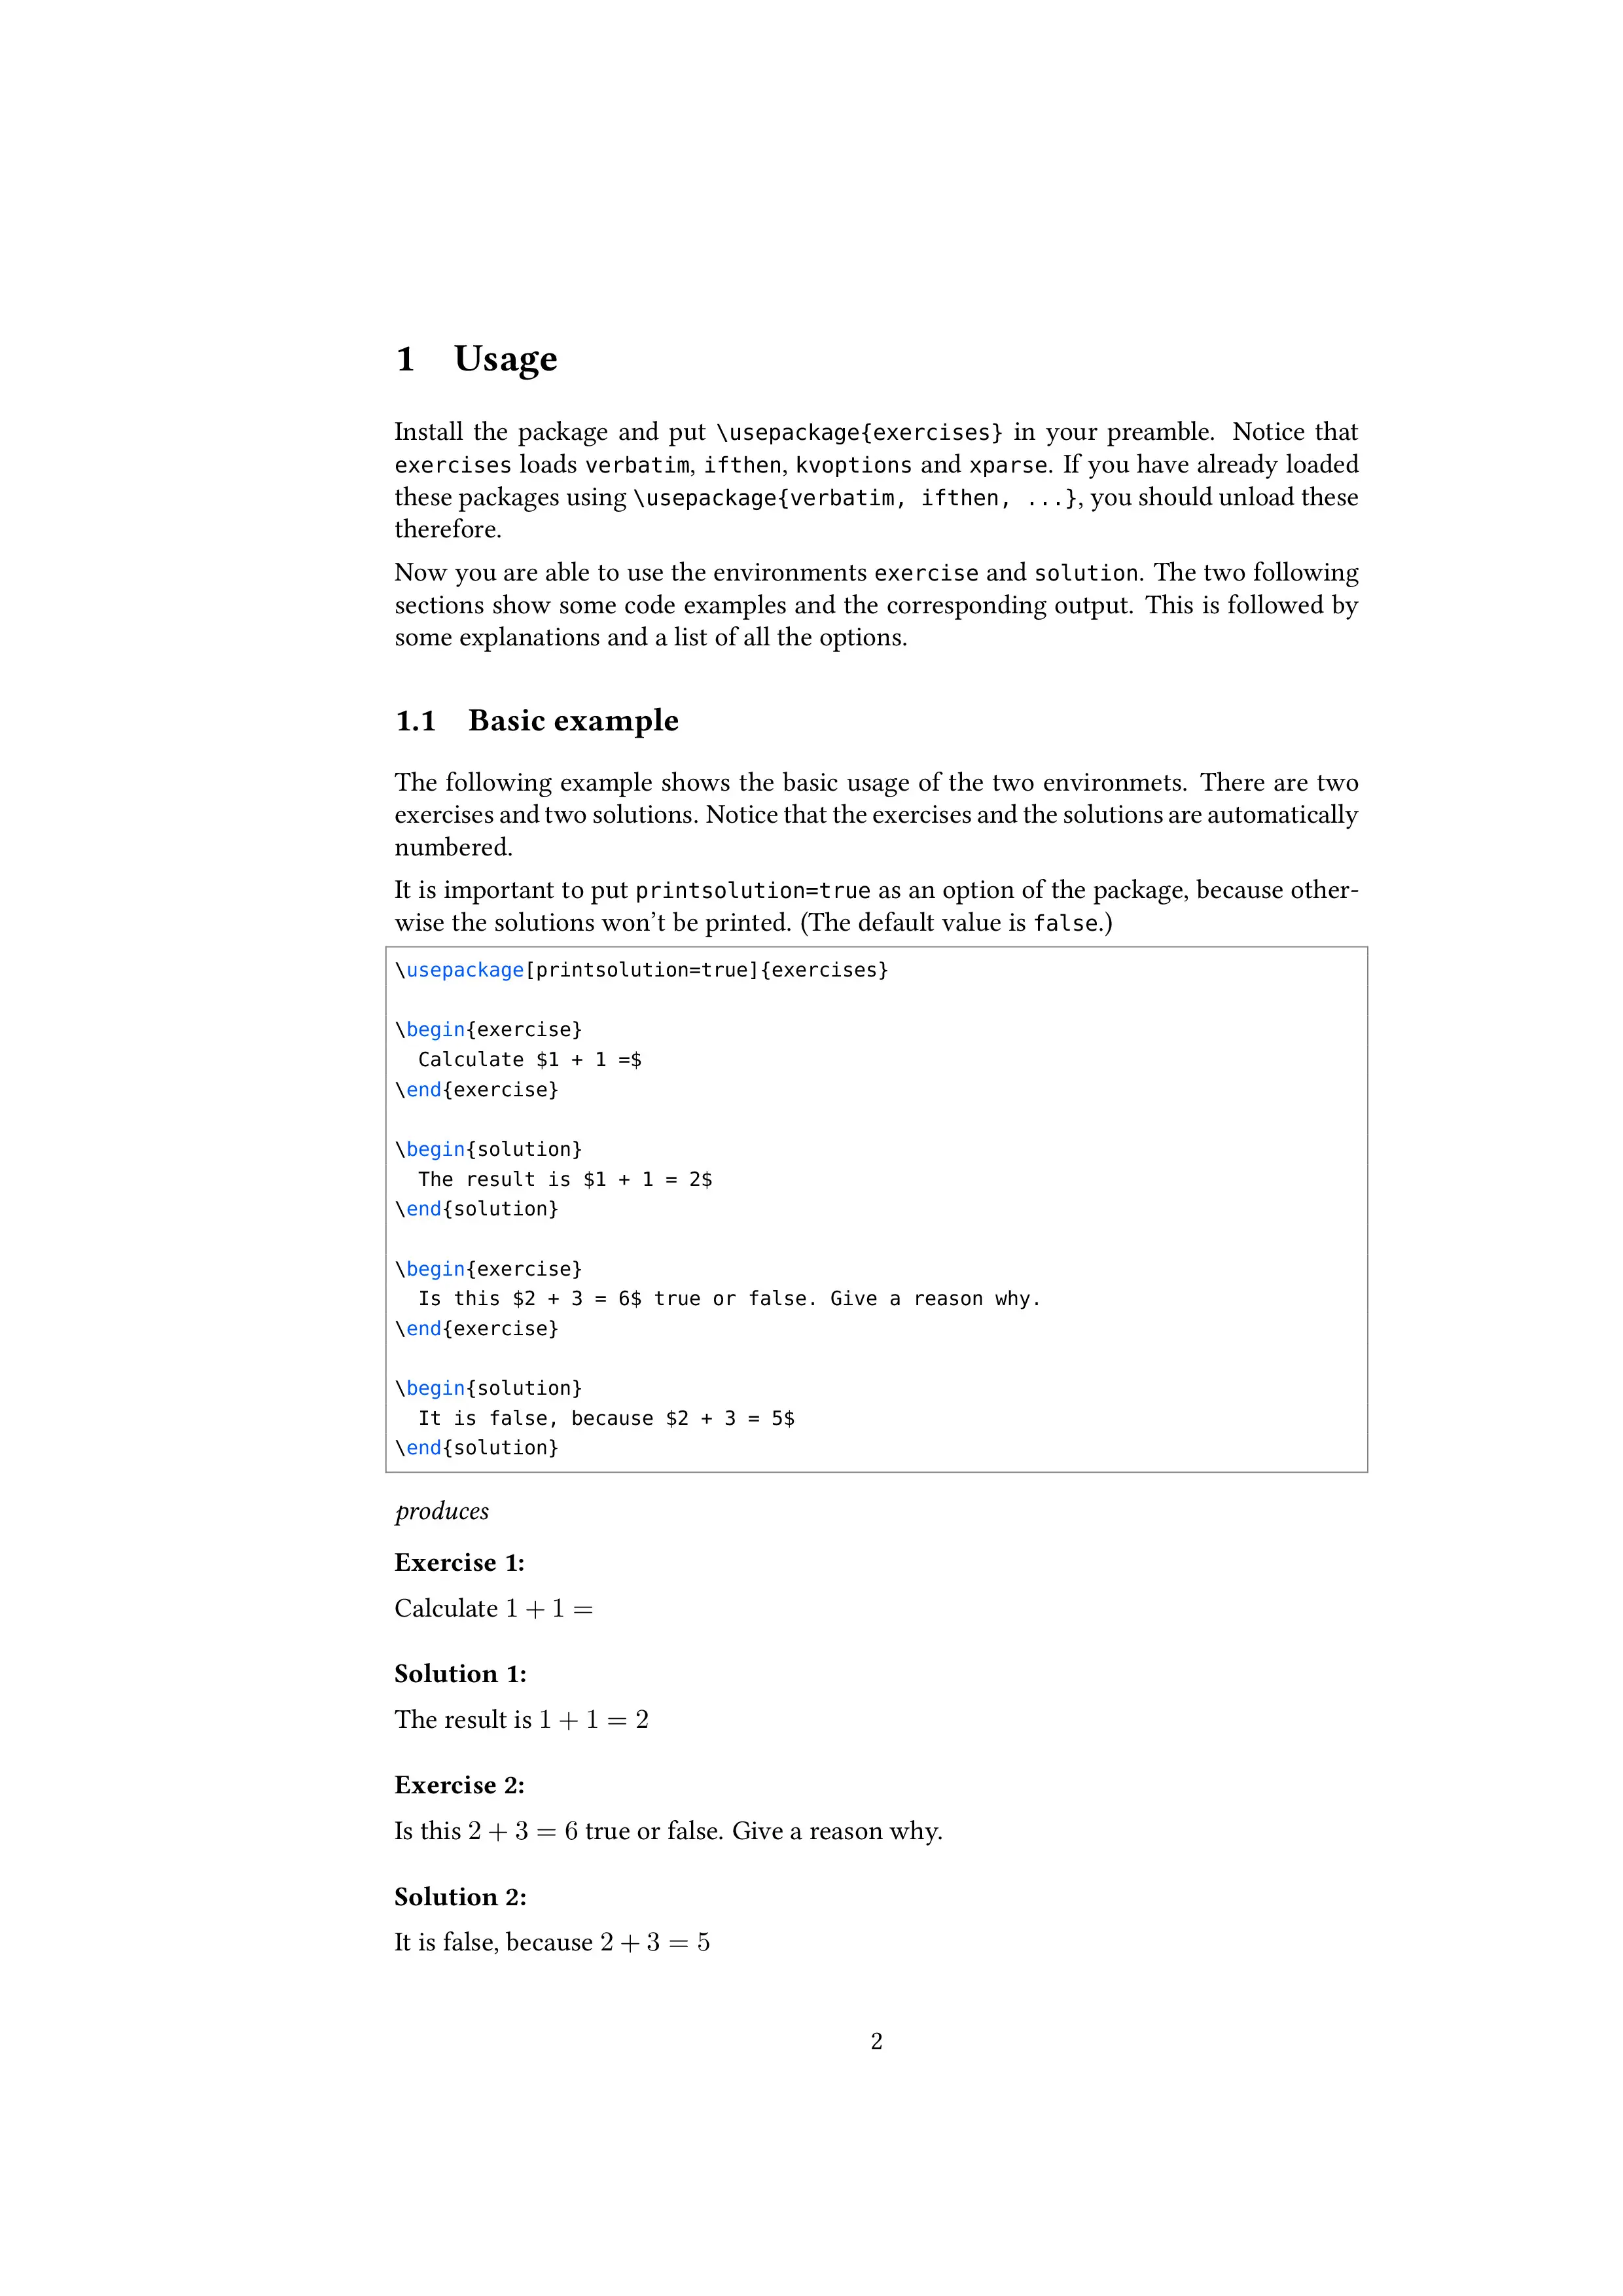 1 Usage
Install the package and put \usepackage{exercises} in your preamble. Notice that
exercises loads verbatim, ifthen, kvoptions and xparse. If you have already loaded
these packages using \usepackage{verbatim, ifthen, ...}, you should unload these
therefore.
Now you are able to use the environments exercise and solution. The two following
sections show some code examples and the corresponding output. This is followed by
some explanations and a list of all the options.
1.1 Basic example
The following example shows the basic usage of the two environmets. There are two
exercises and two solutions. Notice that the exercises and the solutions are automatically
numbered.
It is important to put printsolution=true as an option of the package, because other-
wise the solutions won't be printed. (The default value is false.)
\usepackage[printsolution=true]{exercises}
\begin{exercise}
  Calculate $1 + 1 =$
\end{exercise}
\begin{solution}
  The result is $1 + 1 = 2$
\end{solution}
\begin{exercise}
  Is this $2 + 3 = 6$ true or false. Give a reason why.
\end{exercise}
\begin{solution}
  It is false, because $2 + 3 = 5$
\end{solution}
produces
Exercise 1:
Calculate 1 + 1 =
Solution 1:
The result is 1 + 1 = 2
Exercise 2:
Is this 2 + 3 = 6 true or false. Give a reason why.
Solution 2:
It is false, because 2 + 3 = 5
2